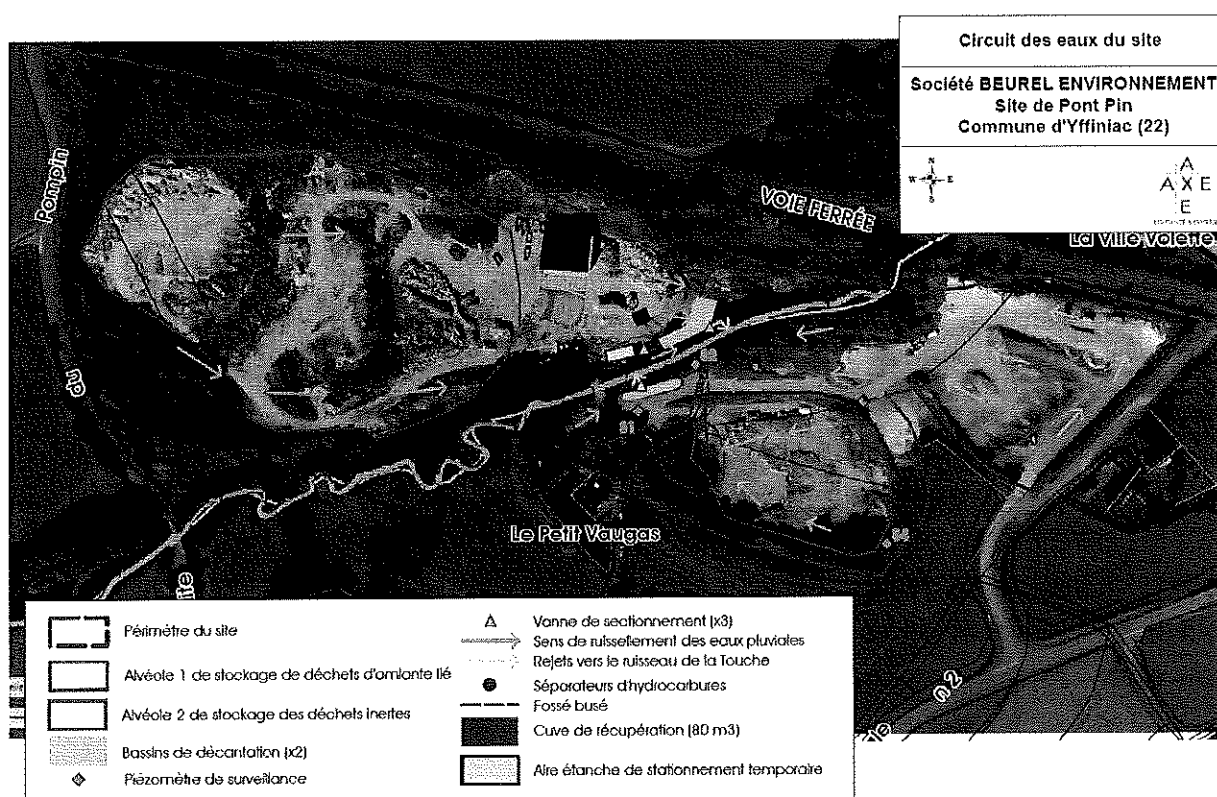 Circuit des eaux du site
Société BEUREL ENVIRONNEMENT
Site de Pont Pin
Commune d'Yffiniac (22)
N
W E
S
A
A X E
E
La Ville Volette
VOIE FERRÉE
Pompin
du
S1
Le Petit Vaugas
n 2
Périmètre du site
Alvéole 1 de stockage de déchets d'amiante lié
Alvéole 2 de stockage des déchets inertes
Bassins de décantation (x2)
Piézomètre de surveillance
Vanne de sectionnement (x3)
Sens de ruissellement des eaux pluviales
Rejets vers le ruisseau de la Touche
Séparateurs d'hydrocarbures
Fossé busé
Cuve de récupération (80 m3)
Aire étanche de stationnement temporaire